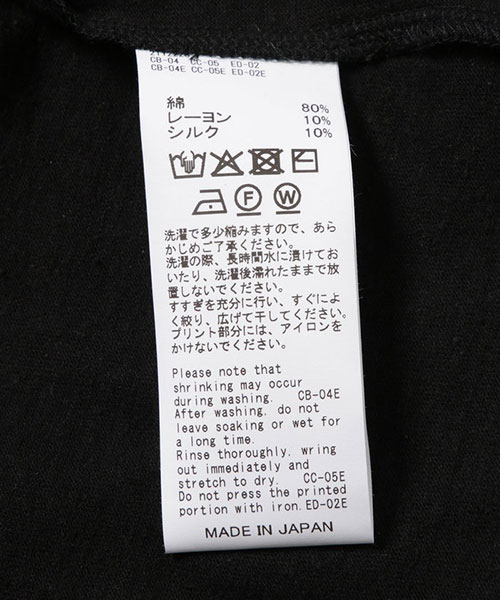 CB-04 CC-05 ED-02
CB-04E CC-05E ED-02E
綿 80%
レーヨン 10%
シルク 10%
F W
洗濯で多少縮みますので、あら
かじめご了承ください。
洗濯の際、長時間水に漬けてお
いたり、洗濯後濡れたままで放
置しないでください。
すすぎを充分に行い、すぐによ
く絞り、広げて干してください。
プリント部分には、アイロンを
かけないでください。
Please note that
shrinking may occur
during washing. CB-04E
After washing, do not
leave soaking or wet for
a long time.
Rinse thoroughly, wring
out immediately and
stretch to dry. CC-05E
Do not press the printed
portion with iron.ED-02E
MADE IN JAPAN